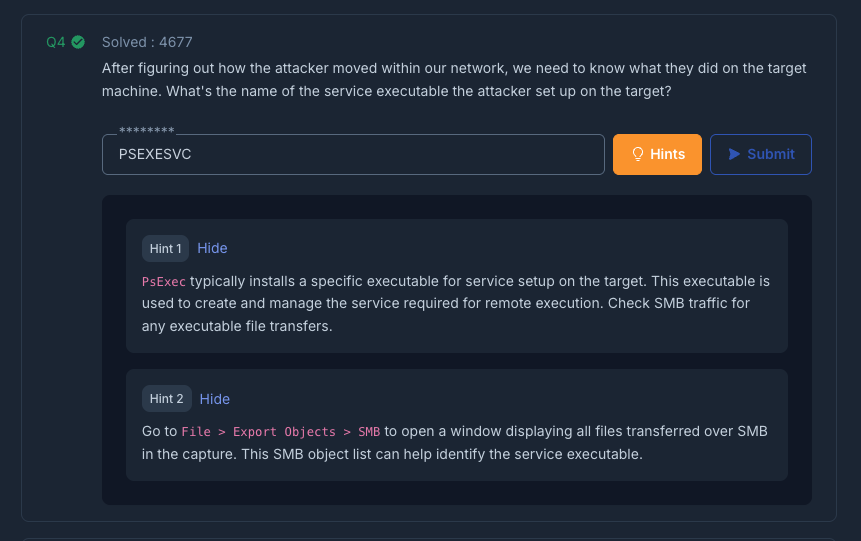 Q4 Solved : 4677
After figuring out how the attacker moved within our network, we need to know what they did on the target
machine. What's the name of the service executable the attacker set up on the target?
********
PSEXESVC
Hints
Submit
Hint 1 Hide
PsExec typically installs a specific executable for service setup on the target. This executable is
used to create and manage the service required for remote execution. Check SMB traffic for
any executable file transfers.
Hint 2 Hide
Go to File > Export Objects > SMB to open a window displaying all files transferred over SMB
in the capture. This SMB object list can help identify the service executable.